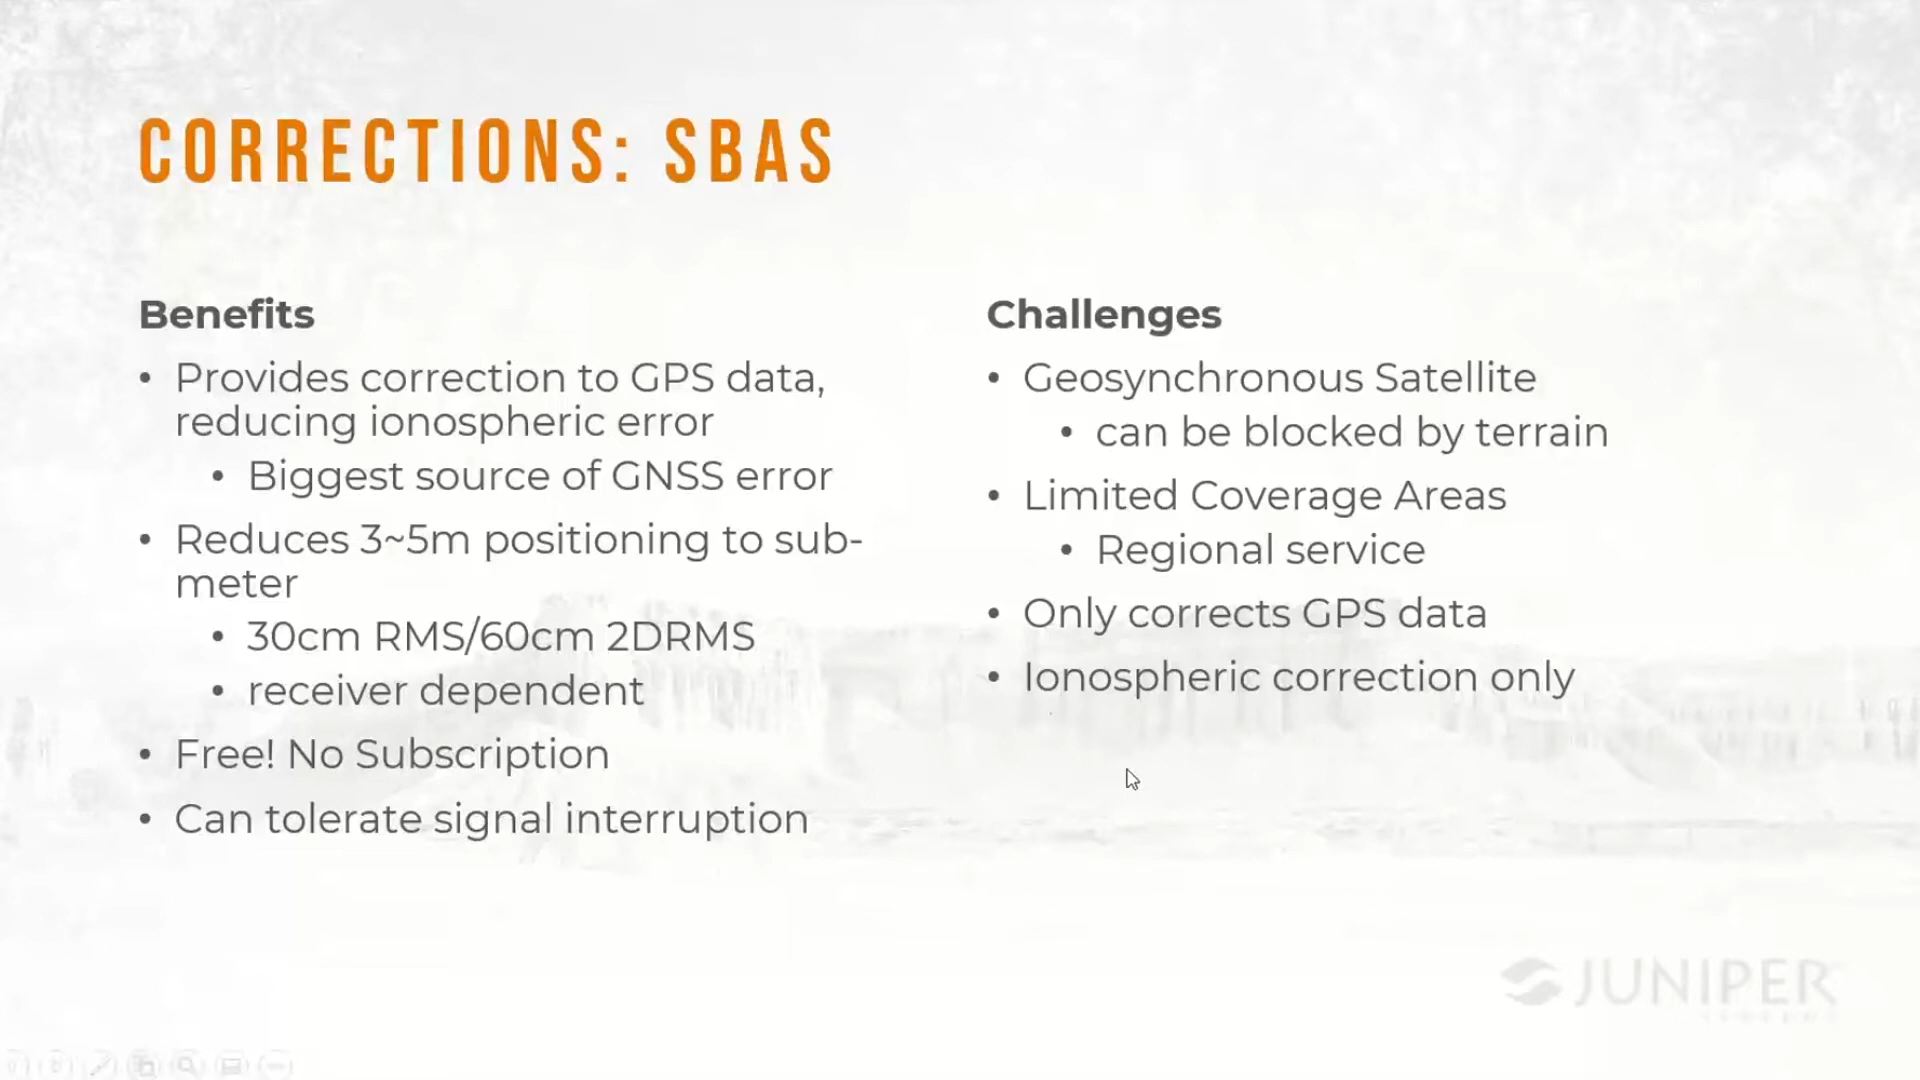 CORRECTIONS: SBAS
Benefits
• Provides correction to GPS data,
reducing ionospheric error
• Biggest source of GNSS error
• Reduces 3~5m positioning to sub-
meter
• 30cm RMS/60cm 2DRMS
• receiver dependent
• Free! No Subscription
• Can tolerate signal interruption
Challenges
• Geosynchronous Satellite
• can be blocked by terrain
• Limited Coverage Areas
• Regional service
• Only corrects GPS data
• Ionospheric correction only
JUNIPER